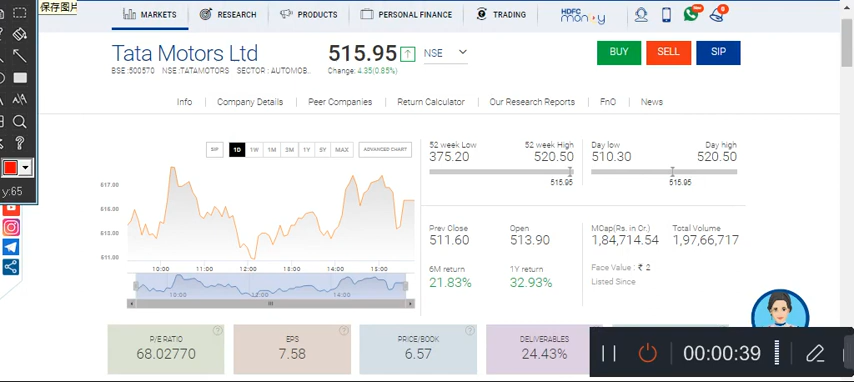 保存图片
MARKETS
RESEARCH
PRODUCTS
PERSONAL FINANCE
TRADING
HDFC
money
Tata Motors Ltd
515.95
NSE
BUY
SELL
SIP
BSE :500570 NSE :TATAMOTORS SECTOR : AUTOMOB..
Change: 4.35(0.85%)
Info
Company Details
Peer Companies
Return Calculator
Our Research Reports
FnO
News
SIP
1D
1W
1M
3M
1Y
5Y
MAX
ADVANCED CHART
517.00
515.00
513.00
511.00
10:00 11:00 12:00 13:00 14:00 15:00
10:00 12:00 14:00
52 week Low 52 week High
375.20 520.50
515.95
Day low Day high
510.30 520.50
515.95
Prev Close Open
511.60 513.90
6M return 1Y return
21.83% 32.93%
MCap(Rs. in Cr.) Total Volume
1,84,714.54 1,97,66,717
Face Value : ₹ 2
Listed Since
P/E RATIO
68.02770
EPS
7.58
PRICE/BOOK
6.57
DELIVERABLES
24.43%
00:00:39
y:65